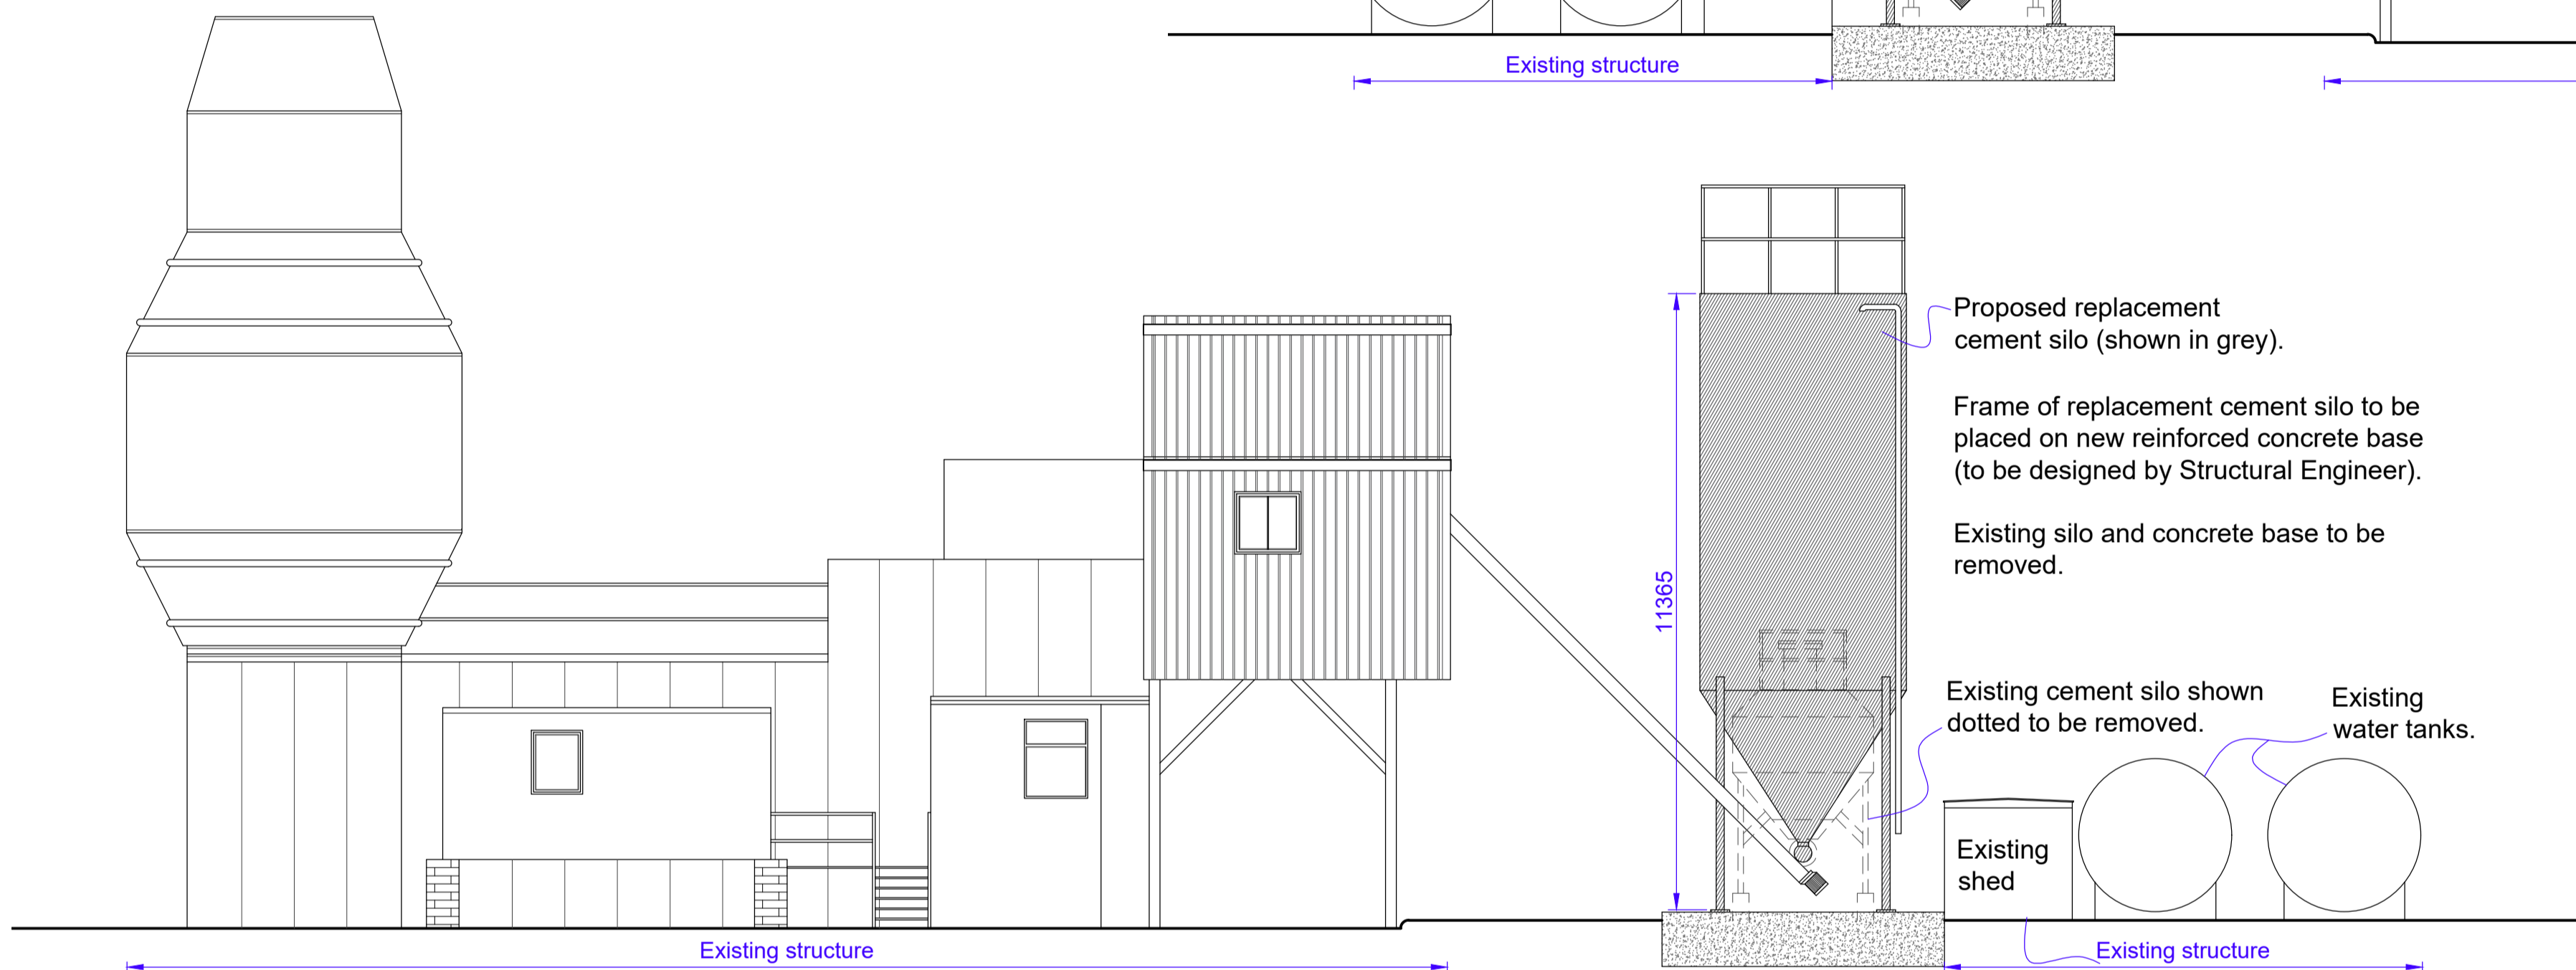 Existing structure
Proposed replacement
cement silo (shown in grey).
Frame of replacement cement silo to be
placed on new reinforced concrete base
(to be designed by Structural Engineer).
Existing silo and concrete base to be
removed.
11365
Existing cement silo shown
dotted to be removed.
Existing
water tanks.
Existing
shed
Existing structure
Existing structure